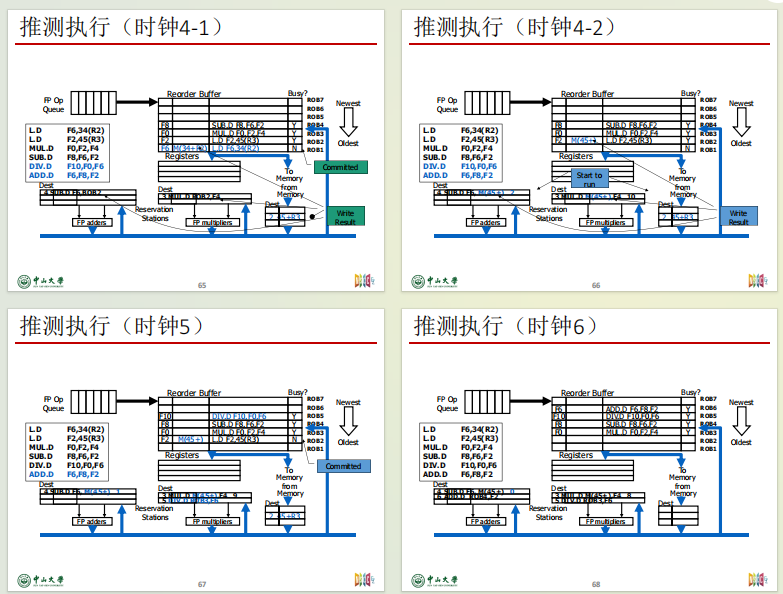 推测执行（时钟4-1）
FP Op
Queue
Reorder Buffer
Busy?
ROB7
ROB6
ROB5
ROB4
ROB3
ROB2
ROB1
Newest
Oldest
F8 SUB.D F8,F6,F2 Y
F0 MUL.D F0,F2,F4 Y
F2 L.D F2,45(R3) Y
F6 M(34+R2) L.D F6,34(R2) N
L.D F6,34(R2)
L.D F2,45(R3)
MUL.D F0,F2,F4
SUB.D F8,F6,F2
DIV.D F10,F0,F6
ADD.D F6,F8,F2
Registers
Committed
To
Memory
from
Memory
Dest
4 SUB.D F6,ROB2
Dest
3 MUL.D ROB2,F4
Dest
2 45+R3
Reservation
Stations
FP adders
FP multipliers
Write
Result
中山大学
65
推测执行（时钟4-2）
FP Op
Queue
Reorder Buffer
Busy?
ROB7
ROB6
ROB5
ROB4
ROB3
ROB2
ROB1
Newest
Oldest
F8 SUB.D F8,F6,F2 Y
F0 MUL.D F0,F2,F4 Y
F2 M(45+) L.D F2,45(R3) Y
L.D F6,34(R2)
L.D F2,45(R3)
MUL.D F0,F2,F4
SUB.D F8,F6,F2
DIV.D F10,F0,F6
ADD.D F6,F8,F2
Registers
Start to
run
To
Memory
from
Memory
Dest
4 SUB.D F6, M(45+) 2
Dest
3 MUL.D M(45+) F4 10
Dest
2 45+R3
Reservation
Stations
FP adders
FP multipliers
Write
Result
中山大学
66
推测执行（时钟5）
FP Op
Queue
Reorder Buffer
Busy?
ROB7
ROB6
ROB5
ROB4
ROB3
ROB2
ROB1
Newest
Oldest
F10 DIV.D F10,F0,F6 Y
F8 SUB.D F8,F6,F2 Y
F0 MUL.D F0,F2,F4 Y
F2 M(45+) L.D F2,45(R3) N
L.D F6,34(R2)
L.D F2,45(R3)
MUL.D F0,F2,F4
SUB.D F8,F6,F2
DIV.D F10,F0,F6
ADD.D F6,F8,F2
Registers
Committed
To
Memory
from
Memory
Dest
4 SUB.D F6, M(45+) 1
Dest
3 MUL.D M(45+) F4 9
5 DIV.D ROB3,F6
Dest
2 45+R3
Reservation
Stations
FP adders
FP multipliers
中山大学
67
推测执行（时钟6）
FP Op
Queue
Reorder Buffer
Busy?
ROB7
ROB6
ROB5
ROB4
ROB3
ROB2
ROB1
Newest
Oldest
F6 ADD.D F6,F8,F2 Y
F10 DIV.D F10,F0,F6 Y
F8 SUB.D F8,F6,F2 Y
F0 MUL.D F0,F2,F4 Y
L.D F6,34(R2)
L.D F2,45(R3)
MUL.D F0,F2,F4
SUB.D F8,F6,F2
DIV.D F10,F0,F6
ADD.D F6,F8,F2
Registers
To
Memory
from
Memory
Dest
4 SUB.D F6, M(45+) 0
6 ADD.D ROB4,F2
Dest
3 MUL.D M(45+) F4 8
5 DIV.D ROB3,F6
Dest
Reservation
Stations
FP adders
FP multipliers
中山大学
68